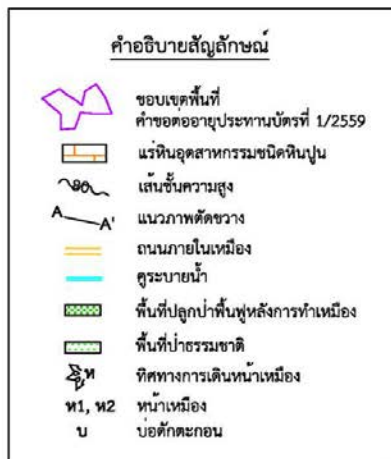 คำอธิบายสัญลักษณ์
ขอบเขตพื้นที่
คำขอต่ออายุประทานบัตรที่ 1/2559
แร่หินอุตสาหกรรมชนิดหินปูน
80 เส้นชั้นความสูง
A A' แนวภาพตัดขวาง
ถนนภายในเหมือง
คูระบายน้ำ
พื้นที่ปลูกป่าฟื้นฟูหลังการทำเหมือง
พื้นที่ป่าธรรมชาติ
ห ทิศทางการเดินหน้าเหมือง
ห1, ห2 หน้าเหมือง
บ บ่อดักตะกอน